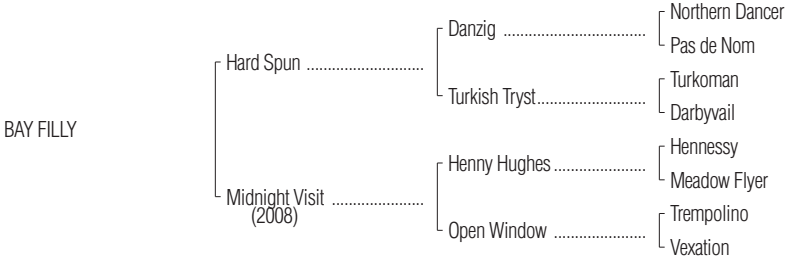 Northern Dancer
Danzig ..................................
Pas de Nom
Hard Spun ............................
Turkoman
Turkish Tryst..........................
Darbyvail
BAY FILLY
Hennessy
Henny Hughes ......................
Meadow Flyer
Midnight Visit ......................
(2008)
Trempolino
Open Window ......................
Vexation